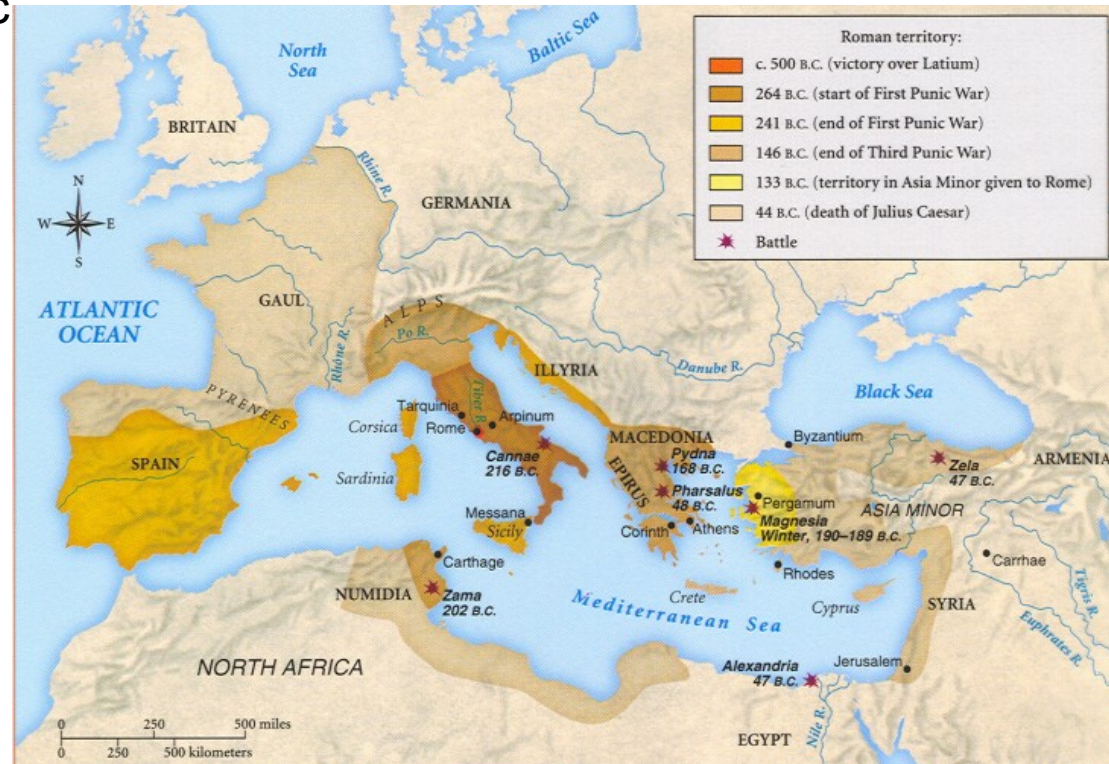 C
North
Sea
Baltic Sea
Roman territory:
c. 500 B.C. (victory over Latium)
264 B.C. (start of First Punic War)
241 B.C. (end of First Punic War)
146 B.C. (end of Third Punic War)
133 B.C. (territory in Asia Minor given to Rome)
44 B.C. (death of Julius Caesar)
Battle
BRITAIN
Rhine R.
N
W
E
S
GERMANIA
ATLANTIC
OCEAN
GAUL
ALPS
Po R.
Rhône R.
ILLYRIA
Danube R.
Black Sea
PYRENEES
Tiber R.
Tarquinia
Arpinum
Corsica
Rome
MACEDONIA
Byzantium
Cannae
216 B.C.
Pydna
168 B.C.
EPIRUS
Zela
47 B.C.
ARMENIA
SPAIN
Sardinia
Pharsalus
48 B.C.
Pergamum
ASIA MINOR
Messana
Sicily
Corinth
Athens
Magnesia
Winter, 190–189 B.C.
Carthage
Rhodes
Carrhae
NUMIDIA
Zama
202 B.C.
Mediterranean Sea
Crete
Cyprus
SYRIA
Tigris R.
Euphrates R.
NORTH AFRICA
Alexandria
47 B.C.
Jerusalem
0 250 500 miles
0 250 500 kilometers
EGYPT
Nile R.